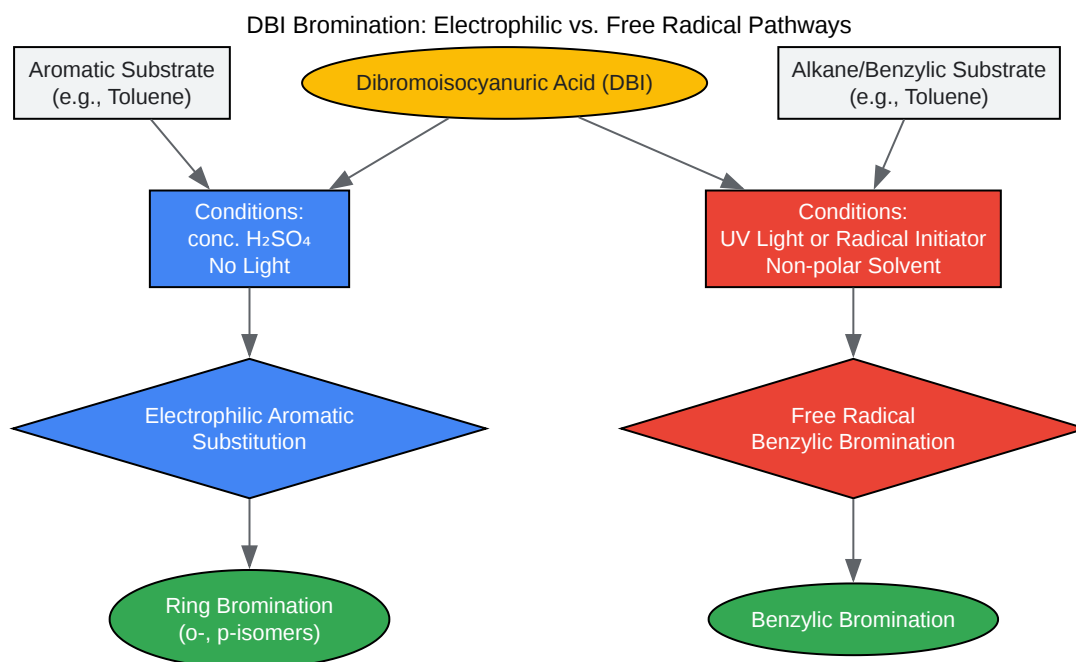 DBI Bromination: Electrophilic vs. Free Radical Pathways
Aromatic Substrate
(e.g., Toluene)
Dibromoisocyanuric Acid (DBI)
Alkane/Benzylic Substrate
(e.g., Toluene)
Conditions:
conc. H₂SO₄
No Light
Conditions:
UV Light or Radical Initiator
Non-polar Solvent
Electrophilic Aromatic
Substitution
Free Radical
Benzylic Bromination
Ring Bromination
(o-, p-isomers)
Benzylic Bromination